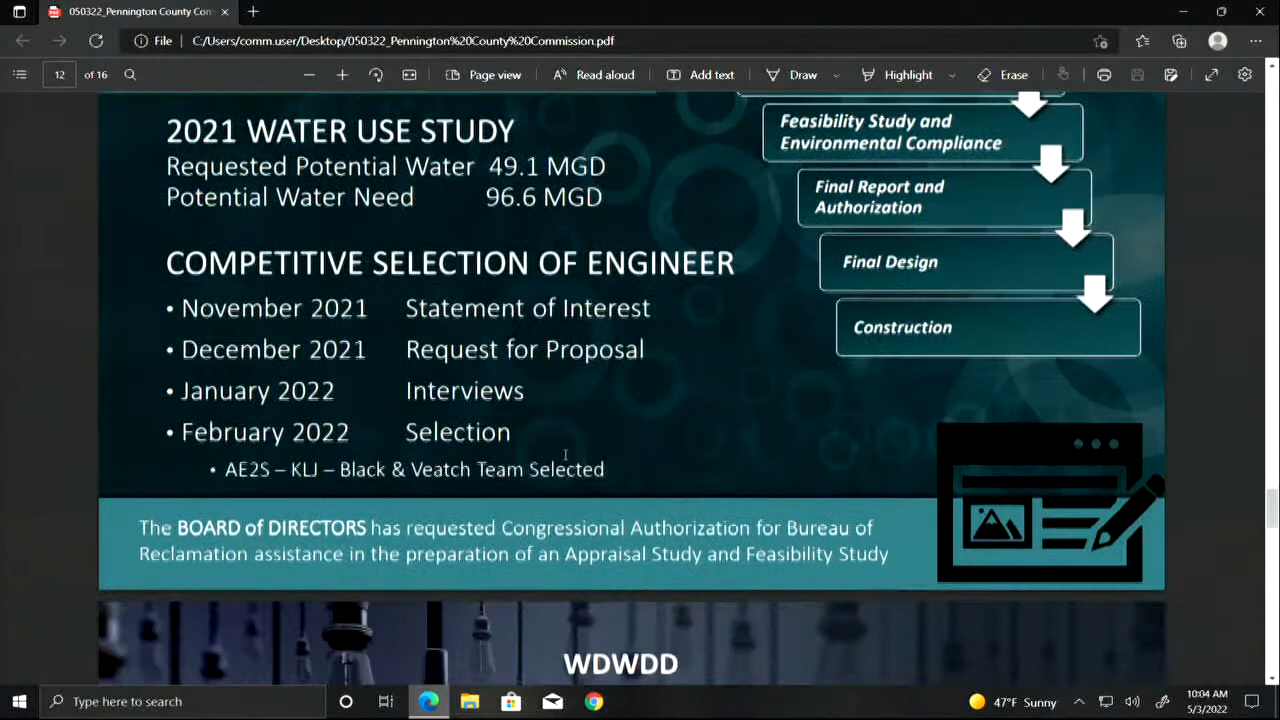 050322_Pennington County Com
File C:/Users/comm.user/Desktop/050322_Pennington%20County%20Commission.pdf
12 of 16 Page view Read aloud Add text Draw Highlight Erase
2021 WATER USE STUDY
Requested Potential Water 49.1 MGD
Potential Water Need 96.6 MGD
COMPETITIVE SELECTION OF ENGINEER
• November 2021 Statement of Interest
• December 2021 Request for Proposal
• January 2022 Interviews
• February 2022 Selection
• AE2S – KLJ – Black & Veatch Team Selected
Feasibility Study and
Environmental Compliance
Final Report and
Authorization
Final Design
Construction
The BOARD of DIRECTORS has requested Congressional Authorization for Bureau of
Reclamation assistance in the preparation of an Appraisal Study and Feasibility Study
WDWDD
Type here to search
47°F Sunny
10:04 AM
5/3/2022